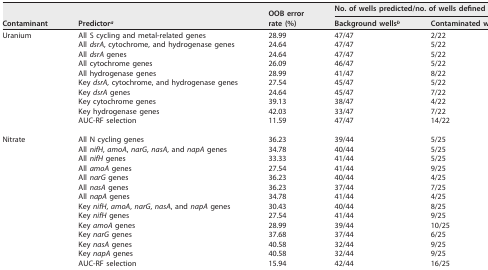 No. of wells predicted/no. of wells defined
OOB error
Contaminant Predictorᵃ rate (%) Background wellsᵇ Contaminated w
Uranium All S cycling and metal-related genes 28.99 47/47 2/22
All dsrA, cytochrome, and hydrogenase genes 24.64 47/47 5/22
All dsrA genes 24.64 47/47 5/22
All cytochrome genes 26.09 46/47 5/22
All hydrogenase genes 28.99 41/47 8/22
Key dsrA, cytochrome, and hydrogenase genes 27.54 45/47 5/22
Key dsrA genes 24.64 45/47 7/22
Key cytochrome genes 39.13 38/47 4/22
Key hydrogenase genes 42.03 33/47 7/22
AUC-RF selection 11.59 47/47 14/22
Nitrate All N cycling genes 36.23 39/44 5/25
All nifH, amoA, narG, nasA, and napA genes 34.78 40/44 5/25
All nifH genes 33.33 41/44 5/25
All amoA genes 27.54 41/44 9/25
All narG genes 36.23 40/44 4/25
All nasA genes 36.23 37/44 7/25
All napA genes 34.78 41/44 4/25
Key nifH, amoA, narG, nasA, and napA genes 30.43 40/44 8/25
Key nifH genes 27.54 41/44 9/25
Key amoA genes 28.99 39/44 10/25
Key narG genes 37.68 37/44 6/25
Key nasA genes 40.58 32/44 9/25
Key napA genes 40.58 32/44 9/25
AUC-RF selection 15.94 42/44 16/25